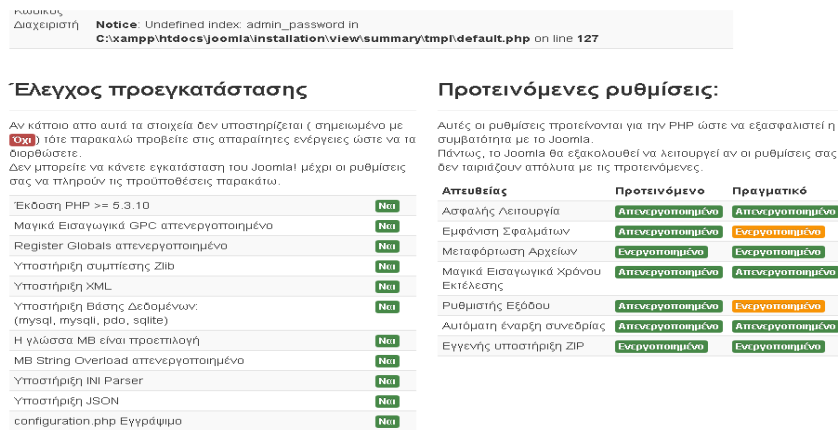 Διαχειριστή
Notice: Undefined index: admin_password in
C:\xampp\htdocs\joomla\installation\view\summary\tmpl\default.php on line 127
Έλεγχος προεγκατάστασης
Αν κάποιο απο αυτά τα στοιχεία δεν υποστηρίζεται ( σημειωμένο με
Όχι) τότε παρακαλώ προβείτε στις απαραίτητες ενέργειες ώστε να τα
διορθώσετε.
Δεν μπορείτε να κάνετε εγκατάσταση του Joomla! μέχρι οι ρυθμίσεις
σας να πληρούν τις προϋποθέσεις παρακάτω.
Έκδοση PHP >= 5.3.10 Ναι
Μαγικά Εισαγωγικά GPC απενεργοποιημένο Ναι
Register Globals απενεργοποιημένο Ναι
Υποστήριξη συμπίεσης Zlib Ναι
Υποστήριξη XML Ναι
Υποστήριξη Βάσης Δεδομένων: Ναι
(mysql, mysqli, pdo, sqlite)
Η γλώσσα MB είναι προεπιλογή Ναι
MB String Overload απενεργοποιημένο Ναι
Υποστήριξη INI Parser Ναι
Υποστήριξη JSON Ναι
configuration.php Εγγράψιμο Ναι
Προτεινόμενες ρυθμίσεις:
Αυτές οι ρυθμίσεις προτείνονται για την PHP ώστε να εξασφαλιστεί η
συμβατότητα με το Joomla.
Πάντως, το Joomla θα εξακολουθεί να λειτουργεί αν οι ρυθμίσεις σας
δεν ταιριάζουν απόλυτα με τις προτεινόμενες.
Απευθείας Προτεινόμενο Πραγματικό
Ασφαλής Λειτουργία Απενεργοποιημένο Απενεργοποιημένο
Εμφάνιση Σφαλμάτων Απενεργοποιημένο Ενεργοποιημένο
Μεταφόρτωση Αρχείων Ενεργοποιημένο Ενεργοποιημένο
Μαγικά Εισαγωγικά Χρόνου Απενεργοποιημένο Απενεργοποιημένο
Εκτέλεσης
Ρυθμιστής Εξόδου Απενεργοποιημένο Ενεργοποιημένο
Αυτόματη έναρξη συνεδρίας Απενεργοποιημένο Απενεργοποιημένο
Εγγενής υποστήριξη ZIP Ενεργοποιημένο Ενεργοποιημένο